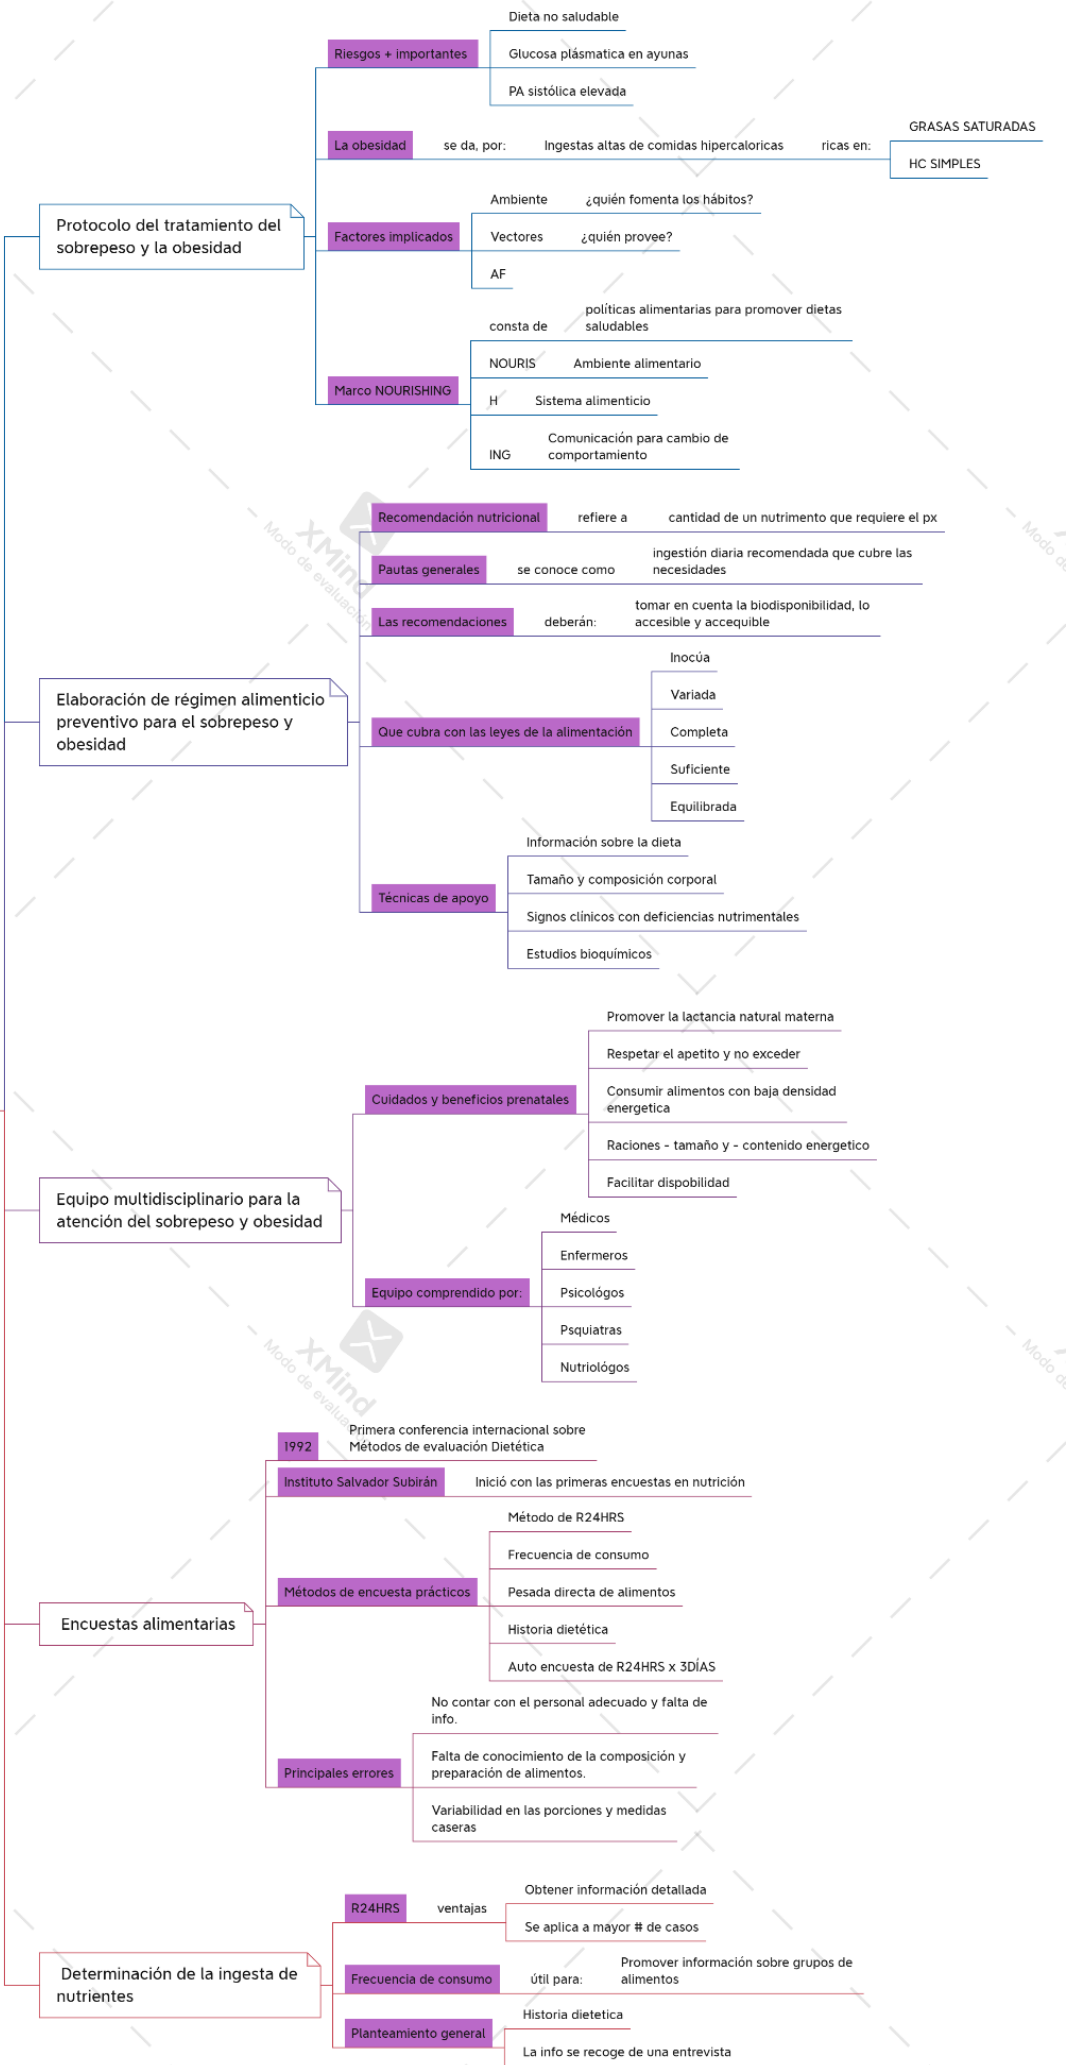 Dieta no saludable
Riesgos + importantes
Glucosa plásmatica en ayunas
PA sistólica elevada
La obesidad
se da, por:
Ingestas altas de comidas hipercaloricas
ricas en:
GRASAS SATURADAS
HC SIMPLES
Protocolo del tratamiento del
sobrepeso y la obesidad
Factores implicados
Ambiente
¿quién fomenta los hábitos?
Vectores
¿quién provee?
AF
Marco NOURISHING
consta de
políticas alimentarias para promover dietas
saludables
NOURIS
Ambiente alimentario
H
Sistema alimenticio
ING
Comunicación para cambio de
comportamiento
Elaboración de régimen alimenticio
preventivo para el sobrepeso y
obesidad
Recomendación nutricional
refiere a
cantidad de un nutrimento que requiere el px
Pautas generales
se conoce como
ingestión diaria recomendada que cubre las
necesidades
Las recomendaciones
deberán:
tomar en cuenta la biodisponibilidad, lo
accesible y accequible
Que cubra con las leyes de la alimentación
Inocúa
Variada
Completa
Suficiente
Equilibrada
Técnicas de apoyo
Información sobre la dieta
Tamaño y composición corporal
Signos clínicos con deficiencias nutrimentales
Estudios bioquímicos
Equipo multidisciplinario para la
atención del sobrepeso y obesidad
Cuidados y beneficios prenatales
Promover la lactancia natural materna
Respetar el apetito y no exceder
Consumir alimentos con baja densidad
energetica
Raciones - tamaño y - contenido energetico
Facilitar dispobilidad
Equipo comprendido por:
Médicos
Enfermeros
Psicológos
Psquiatras
Nutriológos
Encuestas alimentarias
1992
Primera conferencia internacional sobre
Métodos de evaluación Dietética
Instituto Salvador Subirán
Inició con las primeras encuestas en nutrición
Métodos de encuesta prácticos
Método de R24HRS
Frecuencia de consumo
Pesada directa de alimentos
Historia dietética
Auto encuesta de R24HRS x 3DÍAS
Principales errores
No contar con el personal adecuado y falta de
info.
Falta de conocimiento de la composición y
preparación de alimentos.
Variabilidad en las porciones y medidas
caseras
Determinación de la ingesta de
nutrientes
R24HRS
ventajas
Obtener información detallada
Se aplica a mayor # de casos
Frecuencia de consumo
útil para:
Promover información sobre grupos de
alimentos
Planteamiento general
Historia dietetica
La info se recoge de una entrevista
XMind
Modo de evaluación
XMind
Modo de evalua
Modo de
Modo de